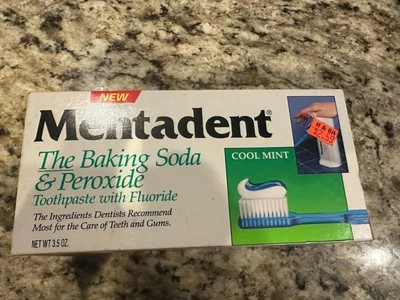 NEW
Mentadent®
The Baking Soda
& Peroxide
Toothpaste with Fluoride
The Ingredients Dentists Recommend
Most for the Care of Teeth and Gums.
NET WT 3.5 OZ.
COOL MINT
H & BA